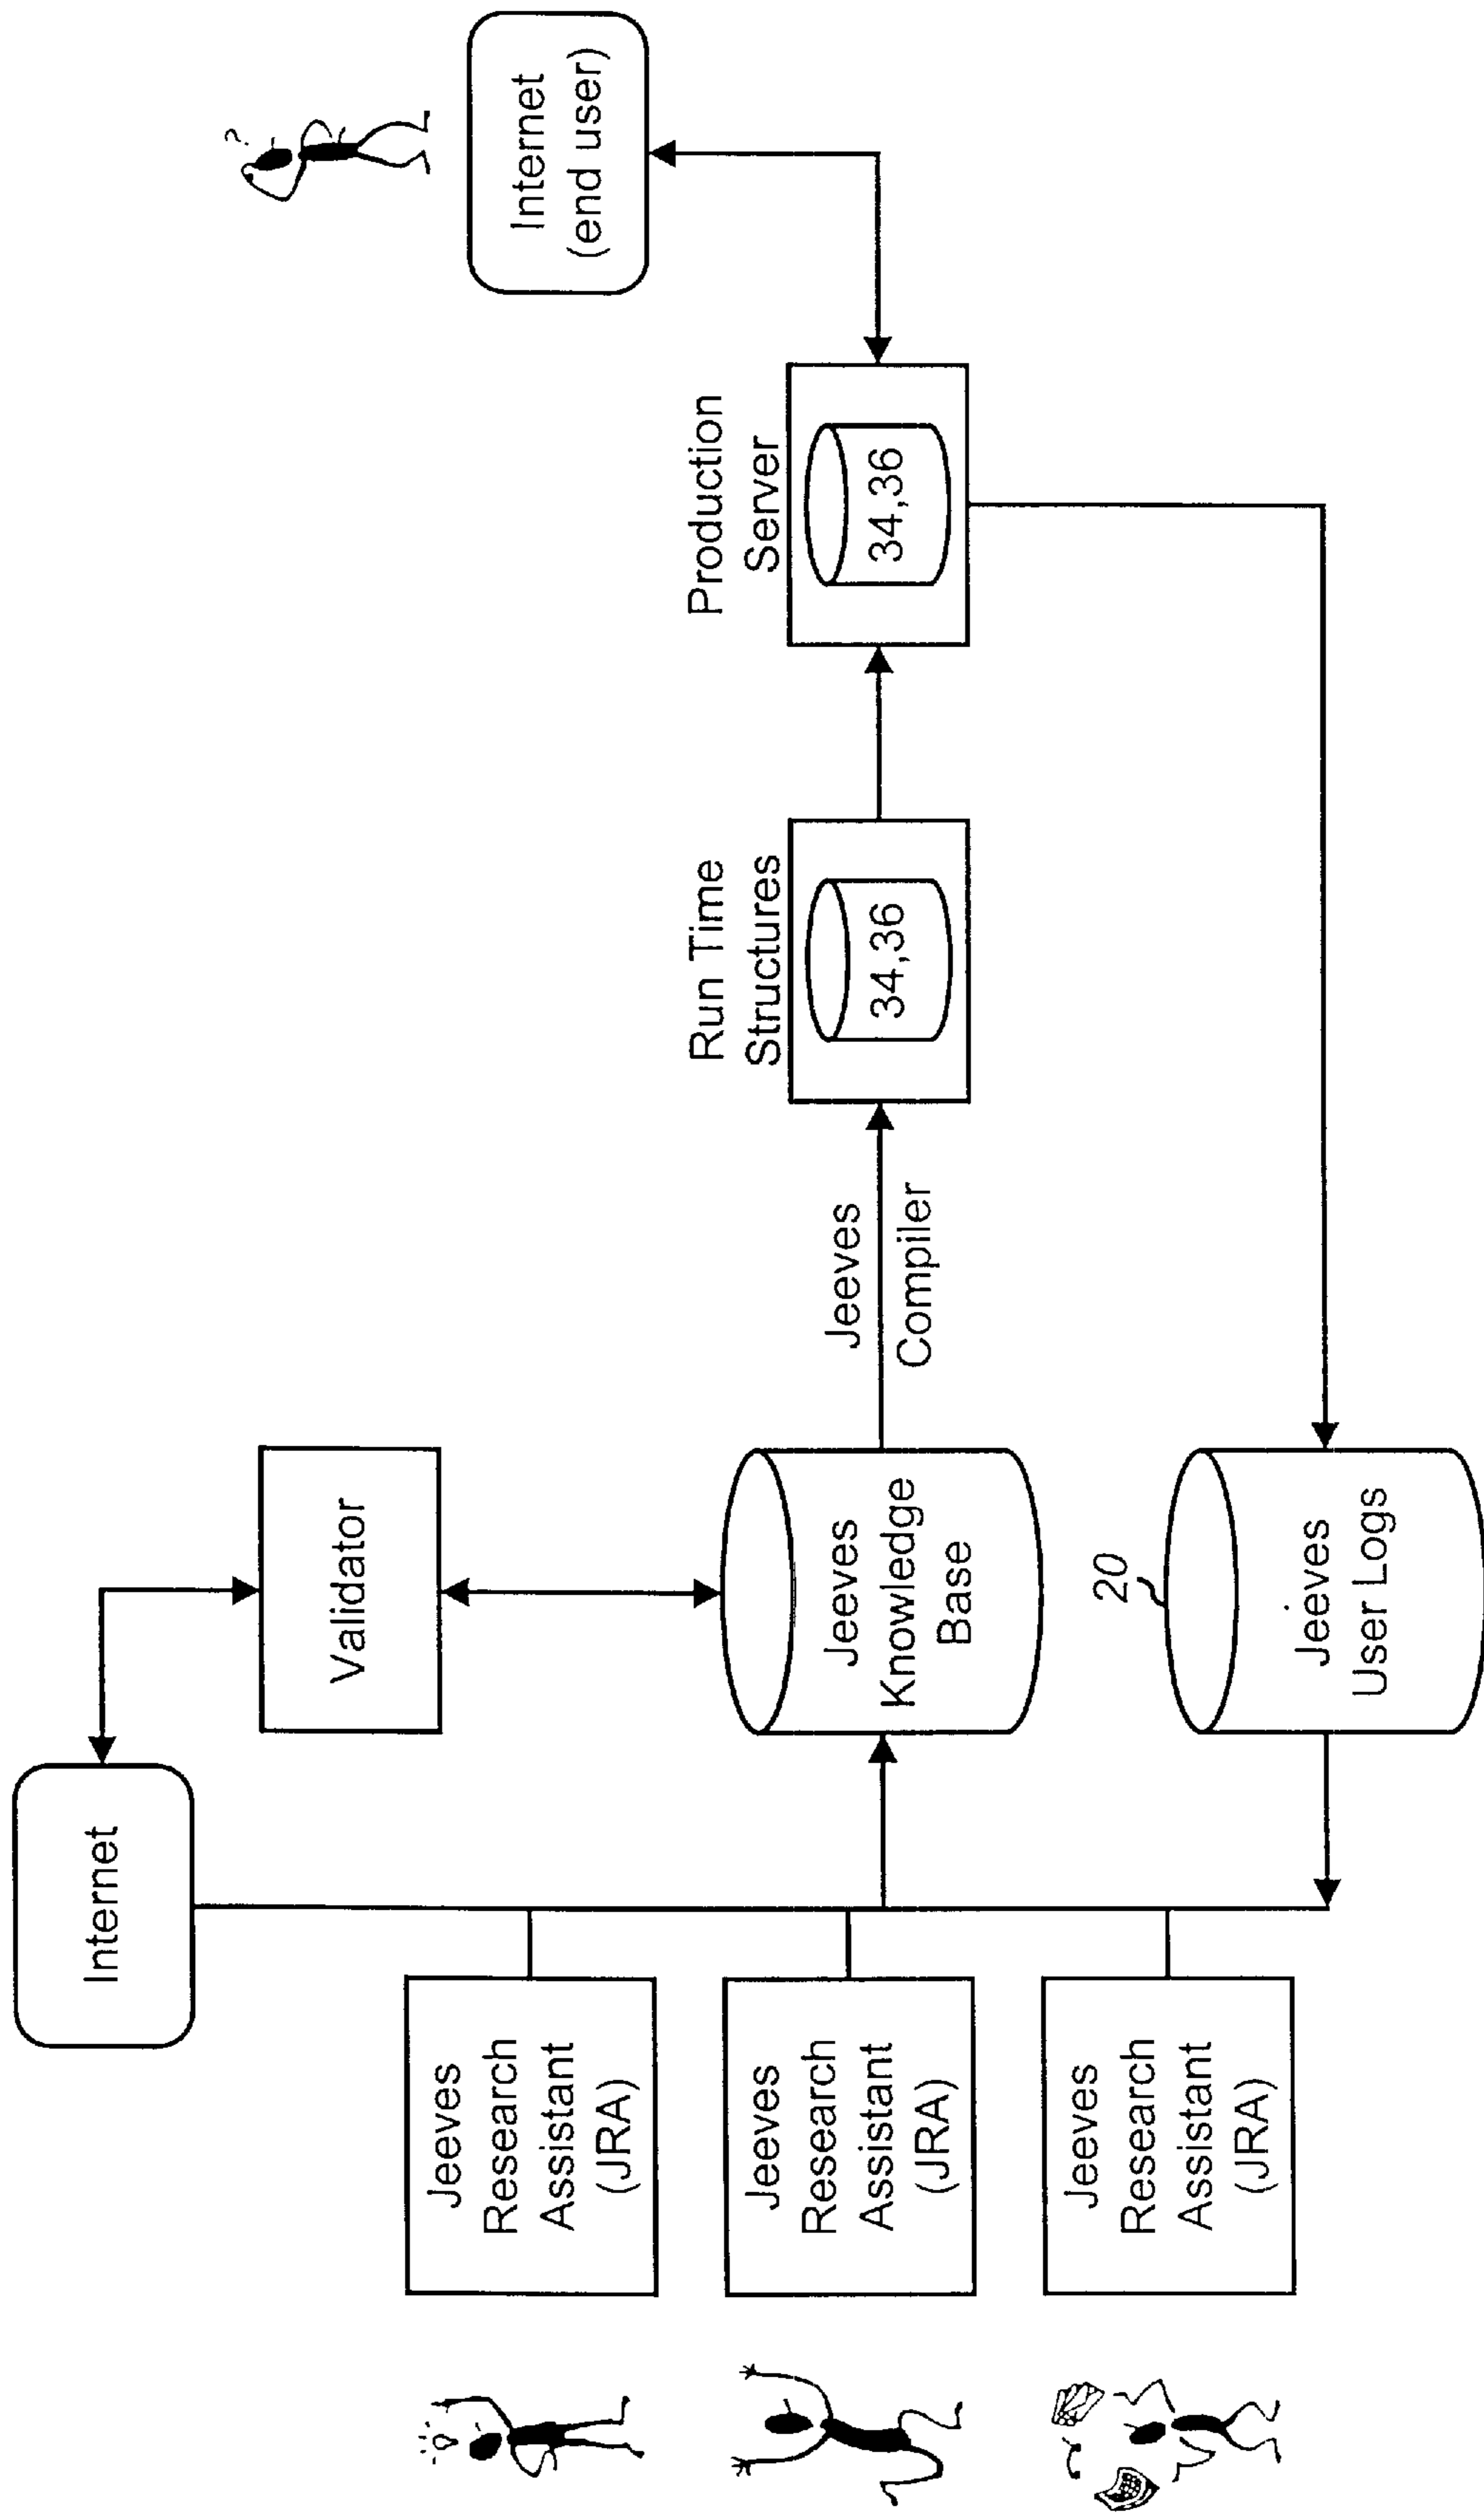 Internet
Validator
Jeeves
Research
Assistant
(JRA)
Jeeves
Research
Assistant
(JRA)
Jeeves
Research
Assistant
(JRA)
Jeeves
Knowledge
Base
20
Jeeves
User Logs
Jeeves
Compiler
Run Time
Structures
34,36
Production
Server
34,36
?
Internet
(end user)